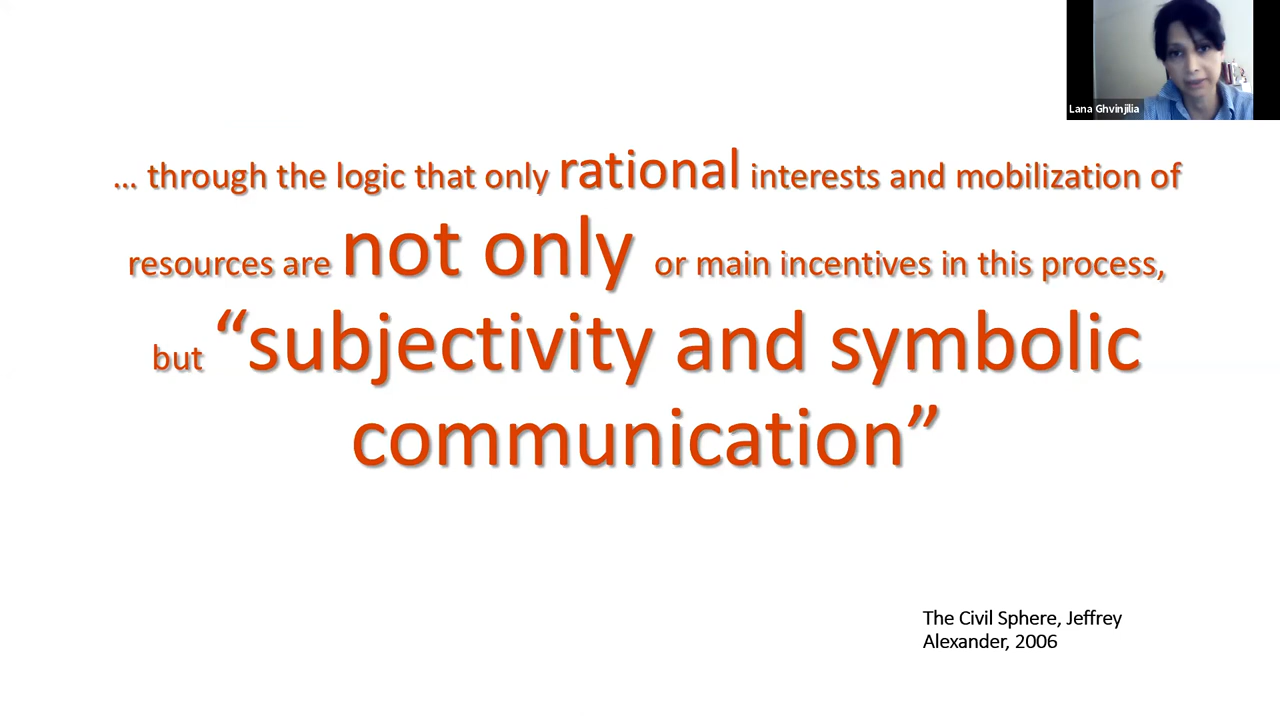 Lana Ghvinjilia
… through the logic that only rational interests and mobilization of
resources are not only or main incentives in this process,
but “subjectivity and symbolic
communication”
The Civil Sphere, Jeffrey
Alexander, 2006